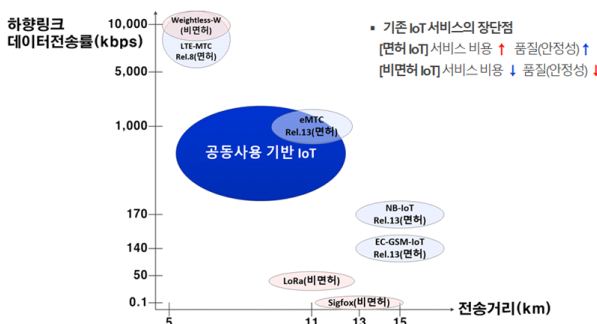 하향링크
데이터전송률(kbps)
10,000
5,000
1,000
170
140
50
0.1
Weightless-W
(비면허)
LTE-MTC
Rel.8(면허)
eMTC
Rel.13(면허)
공동사용 기반 IoT
NB-IoT
Rel.13(면허)
EC-GSM-IoT
Rel.13(면허)
LoRa(비면허)
Sigfox(비면허)
5
11
13
15
전송거리(km)
▪ 기존 IoT 서비스의 장단점
[면허 IoT] 서비스 비용 ↑ 품질(안정성) ↑
[비면허 IoT] 서비스 비용 ↓ 품질(안정성) ↓